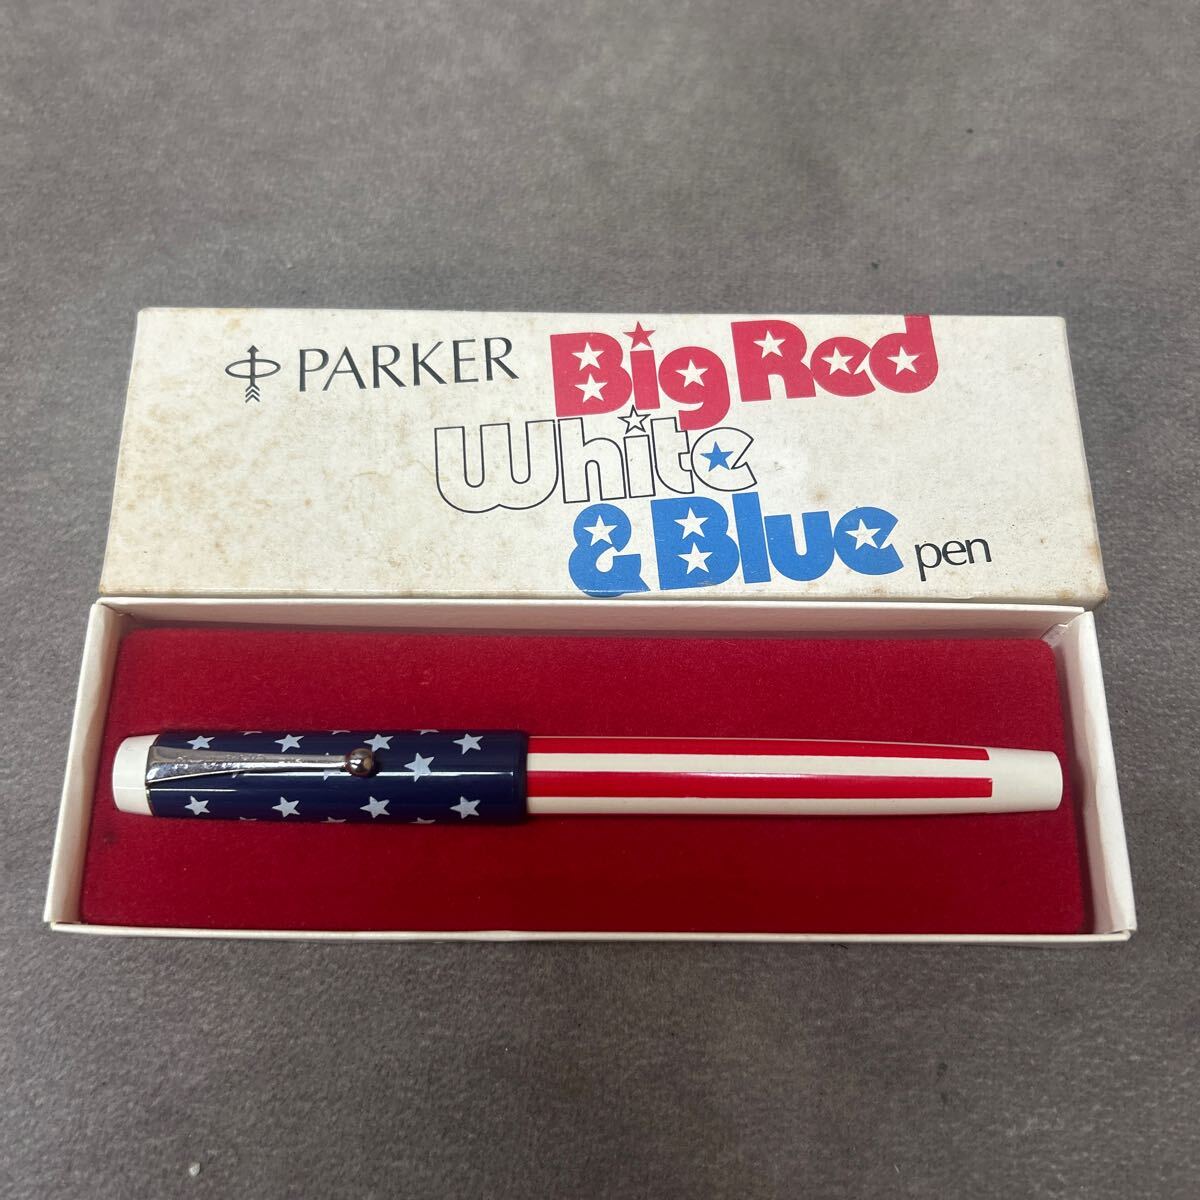 PARKER
Big Red
White
& Blue pen